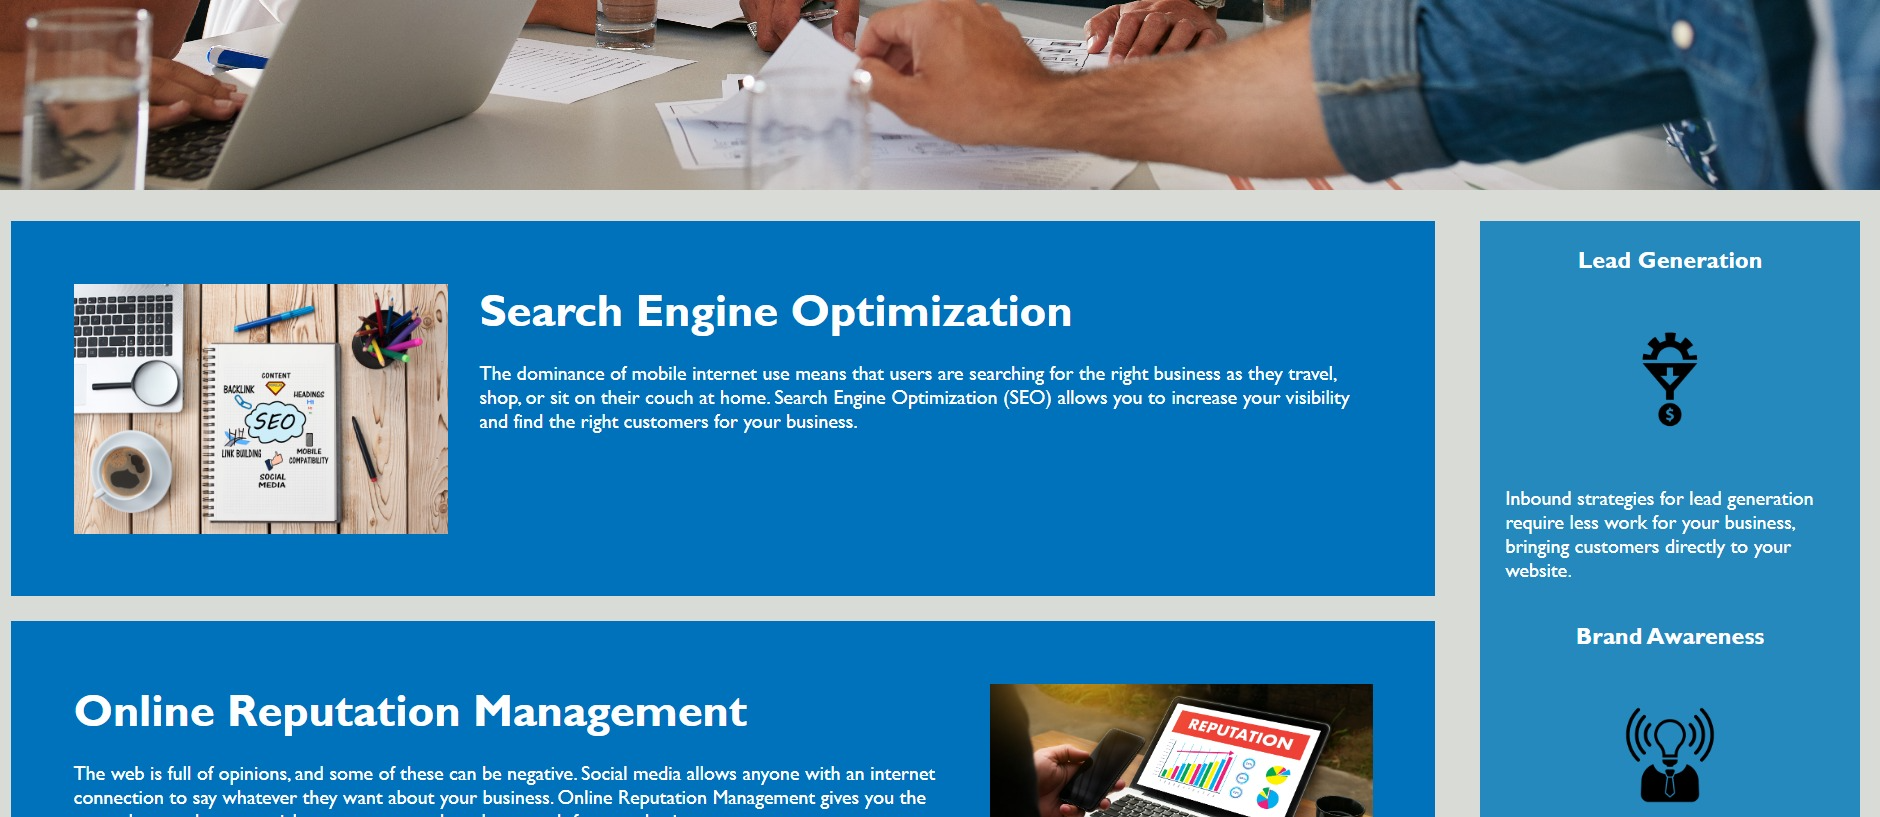 Search Engine Optimization
The dominance of mobile internet use means that users are searching for the right business as they travel,
shop, or sit on their couch at home. Search Engine Optimization (SEO) allows you to increase your visibility
and find the right customers for your business.
CONTENT
BACKLINK
HEADINGS
SEO
LINK BUILDING
MOBILE
COMPATIBILITY
SOCIAL
MEDIA
Online Reputation Management
The web is full of opinions, and some of these can be negative. Social media allows anyone with an internet
connection to say whatever they want about your business. Online Reputation Management gives you the
REPUTATION
Lead Generation
$
Inbound strategies for lead generation
require less work for your business,
bringing customers directly to your
website.
Brand Awareness